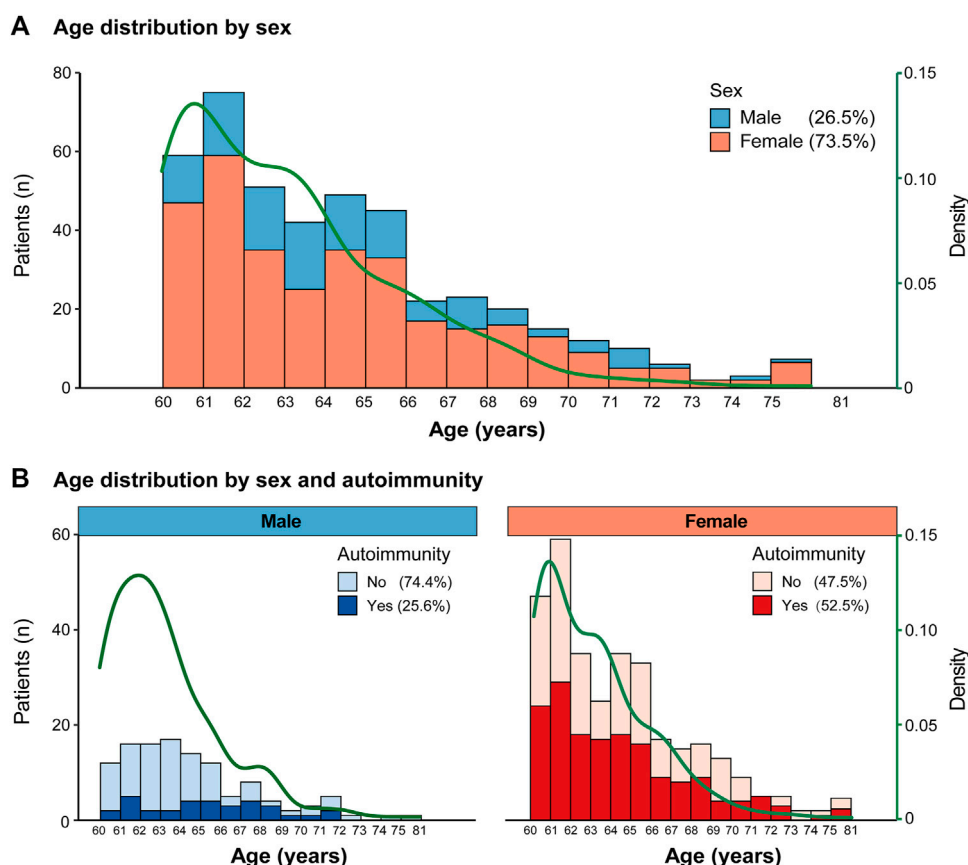 A Age distribution by sex
80
60
40
20
0
Patients (n)
0.15
0.10
0.05
0
Density
Sex
Male (26.5%)
Female (73.5%)
60 61 62 63 64 65 66 67 68 69 70 71 72 73 74 75 81
Age (years)
B Age distribution by sex and autoimmunity
Male
60
40
20
0
Patients (n)
Autoimmunity
No (74.4%)
Yes (25.6%)
60 61 62 63 64 65 66 67 68 69 70 71 72 73 74 75 81
Age (years)
Female
Autoimmunity
No (47.5%)
Yes (52.5%)
0.15
0.10
0.05
0
Density
60 61 62 63 64 65 66 67 68 69 70 71 72 73 74 75 81
Age (years)